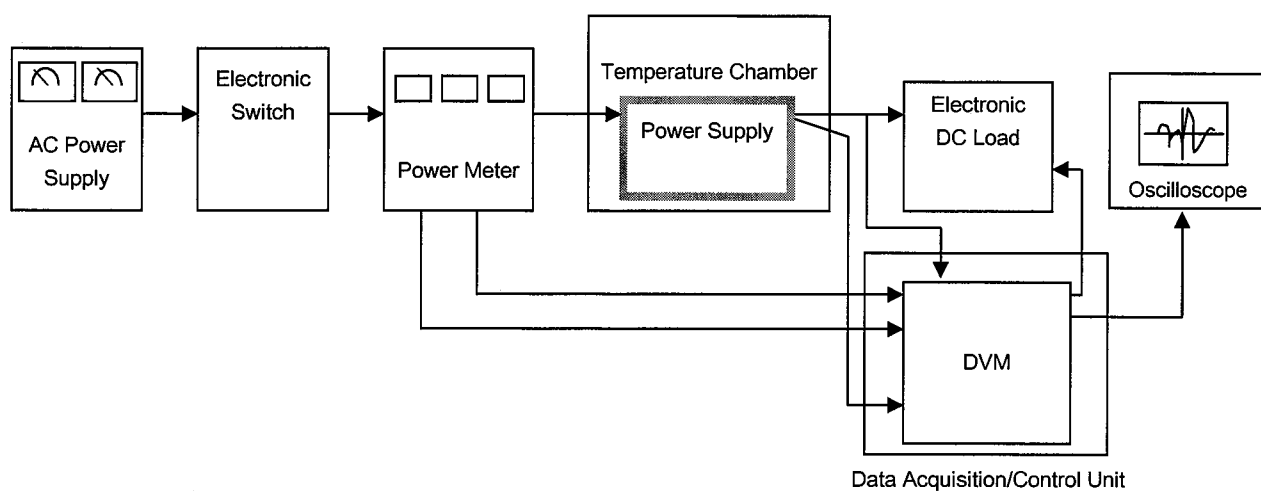 AC Power
Supply
Electronic
Switch
Power Meter
Temperature Chamber
Power Supply
Electronic
DC Load
Oscilloscope
DVM
Data Acquisition/Control Unit